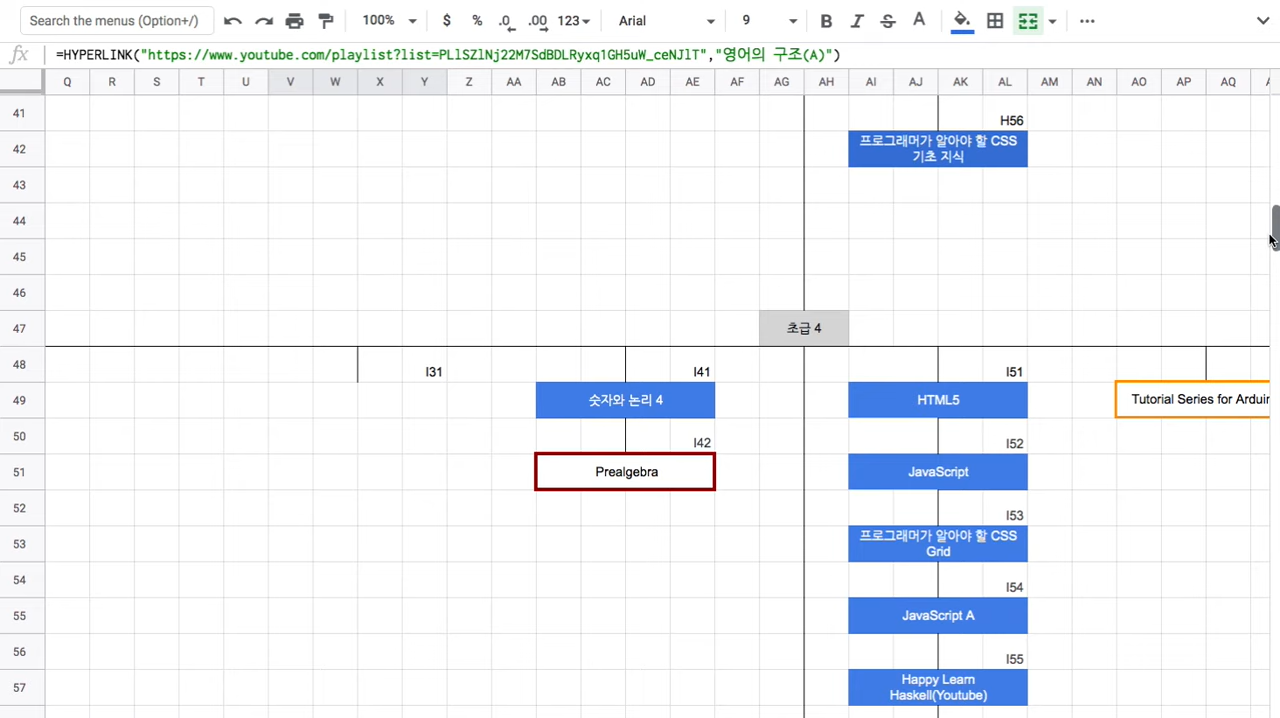 Search the menus (Option+/)
100%
$
%
.0
.00
123
Arial
9
B
I
S
A
fx
=HYPERLINK("https://www.youtube.com/playlist?list=PLlSZlNj22M7SdBDLRyxq1GH5uW_ceNJlT","영어의 구조(A)")
Q R S T U V W X Y Z AA AB AC AD AE AF AG AH AI AJ AK AL AM AN AO AP AQ
41
H56
42
프로그래머가 알아야 할 CSS
기초 지식
43
44
45
46
47
초급 4
48
I31
I41
I51
49
숫자와 논리 4
HTML5
Tutorial Series for Arduin
50
I42
I52
51
Prealgebra
JavaScript
52
I53
53
프로그래머가 알아야 할 CSS
Grid
54
I54
55
JavaScript A
56
I55
57
Happy Learn
Haskell(Youtube)